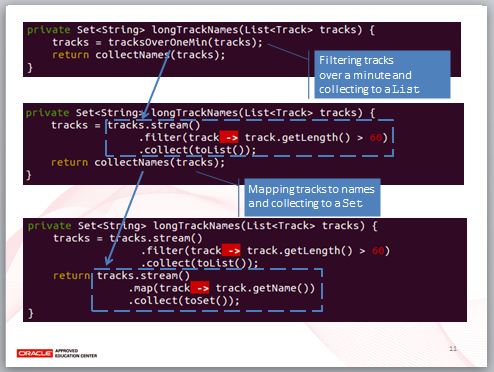 private Set<String> longTrackNames(List<Track> tracks) {
tracks = tracksOverOneMin(tracks);
return collectNames(tracks);
}
Filtering tracks
over a minute and
collecting to a List
private Set<String> longTrackNames(List<Track> tracks) {
tracks = tracks.stream()
.filter(track -> track.getLength() > 60)
.collect(toList());
return collectNames(tracks);
}
Mapping tracks to names
and collecting to a Set
private Set<String> longTrackNames(List<Track> tracks) {
tracks = tracks.stream()
.filter(track -> track.getLength() > 60)
.collect(toList());
return tracks.stream()
.map(track -> track.getName())
.collect(toSet());
}
ORACLE APPROVED
EDUCATION CENTER
11